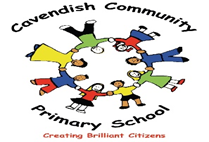 Cavendish Community
Primary School
Creating Brilliant Citizens